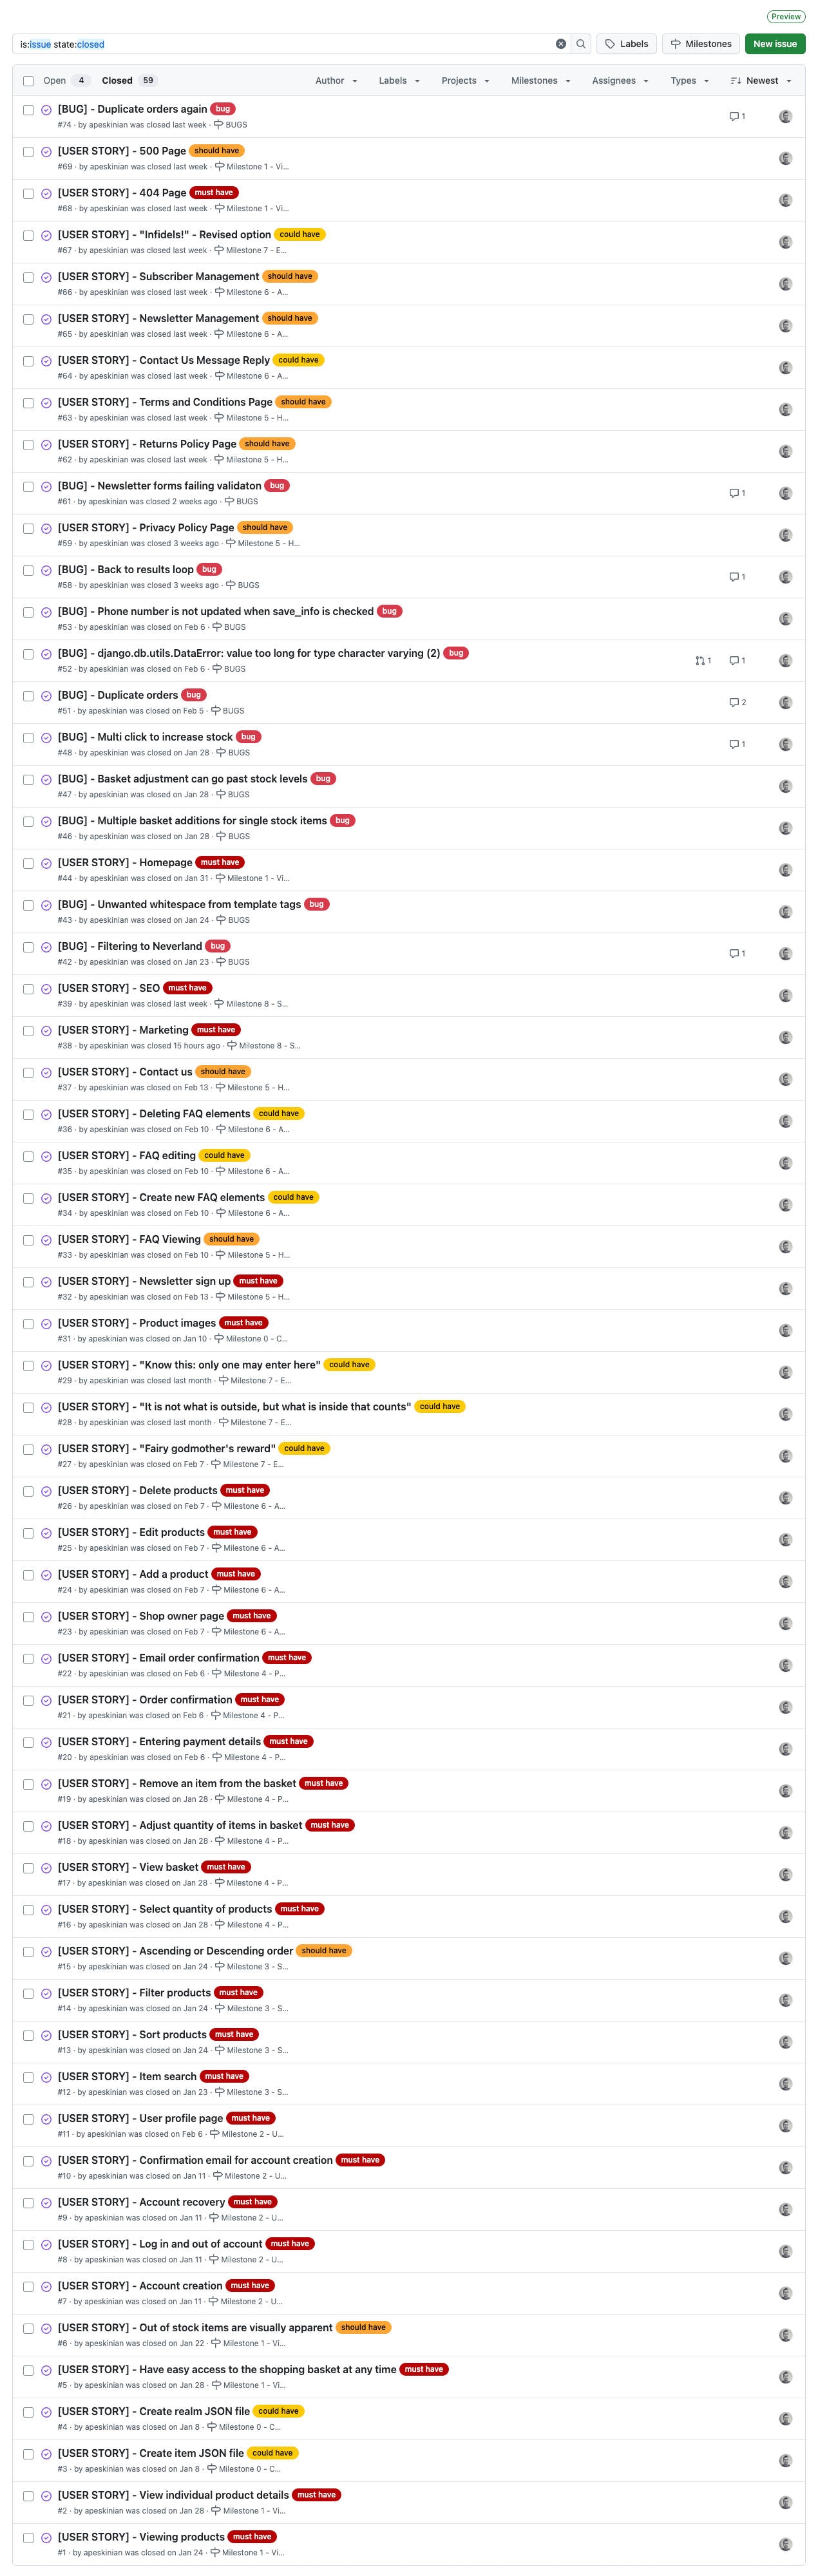 Preview
is:issue state:closed
Labels
Milestones
New issue
Open 4 Closed 59 Author Labels Projects Milestones Assignees Types Newest
[BUG] - Duplicate orders again bug
1
#74 · by apeskinian was closed last week · BUGS
[USER STORY] - 500 Page should have
#69 · by apeskinian was closed last week · Milestone 1 - Vi...
[USER STORY] - 404 Page must have
#68 · by apeskinian was closed last week · Milestone 1 - Vi...
[USER STORY] - "Infidels!" - Revised option could have
#67 · by apeskinian was closed last week · Milestone 7 - E...
[USER STORY] - Subscriber Management should have
#66 · by apeskinian was closed last week · Milestone 6 - A...
[USER STORY] - Newsletter Management should have
#65 · by apeskinian was closed last week · Milestone 6 - A...
[USER STORY] - Contact Us Message Reply could have
#64 · by apeskinian was closed last week · Milestone 6 - A...
[USER STORY] - Terms and Conditions Page should have
#63 · by apeskinian was closed last week · Milestone 5 - H...
[USER STORY] - Returns Policy Page should have
#62 · by apeskinian was closed last week · Milestone 5 - H...
[BUG] - Newsletter forms failing validaton bug
1
#61 · by apeskinian was closed 2 weeks ago · BUGS
[USER STORY] - Privacy Policy Page should have
#59 · by apeskinian was closed 3 weeks ago · Milestone 5 - H...
[BUG] - Back to results loop bug
1
#58 · by apeskinian was closed 3 weeks ago · BUGS
[BUG] - Phone number is not updated when save_info is checked bug
#53 · by apeskinian was closed on Feb 6 · BUGS
[BUG] - django.db.utils.DataError: value too long for type character varying (2) bug
1 1
#52 · by apeskinian was closed on Feb 6 · BUGS
[BUG] - Duplicate orders bug
2
#51 · by apeskinian was closed on Feb 5 · BUGS
[BUG] - Multi click to increase stock bug
1
#48 · by apeskinian was closed on Jan 28 · BUGS
[BUG] - Basket adjustment can go past stock levels bug
#47 · by apeskinian was closed on Jan 28 · BUGS
[BUG] - Multiple basket additions for single stock items bug
#46 · by apeskinian was closed on Jan 28 · BUGS
[USER STORY] - Homepage must have
#44 · by apeskinian was closed on Jan 31 · Milestone 1 - Vi...
[BUG] - Unwanted whitespace from template tags bug
#43 · by apeskinian was closed on Jan 24 · BUGS
[BUG] - Filtering to Neverland bug
1
#42 · by apeskinian was closed on Jan 23 · BUGS
[USER STORY] - SEO must have
#39 · by apeskinian was closed last week · Milestone 8 - S...
[USER STORY] - Marketing must have
#38 · by apeskinian was closed 15 hours ago · Milestone 8 - S...
[USER STORY] - Contact us should have
#37 · by apeskinian was closed on Feb 13 · Milestone 5 - H...
[USER STORY] - Deleting FAQ elements could have
#36 · by apeskinian was closed on Feb 10 · Milestone 6 - A...
[USER STORY] - FAQ editing could have
#35 · by apeskinian was closed on Feb 10 · Milestone 6 - A...
[USER STORY] - Create new FAQ elements could have
#34 · by apeskinian was closed on Feb 10 · Milestone 6 - A...
[USER STORY] - FAQ Viewing should have
#33 · by apeskinian was closed on Feb 10 · Milestone 5 - H...
[USER STORY] - Newsletter sign up must have
#32 · by apeskinian was closed on Feb 13 · Milestone 5 - H...
[USER STORY] - Product images must have
#31 · by apeskinian was closed on Jan 10 · Milestone 0 - C...
[USER STORY] - "Know this: only one may enter here" could have
#29 · by apeskinian was closed last month · Milestone 7 - E...
[USER STORY] - "It is not what is outside, but what is inside that counts" could have
#28 · by apeskinian was closed last month · Milestone 7 - E...
[USER STORY] - "Fairy godmother's reward" could have
#27 · by apeskinian was closed on Feb 7 · Milestone 7 - E...
[USER STORY] - Delete products must have
#26 · by apeskinian was closed on Feb 7 · Milestone 6 - A...
[USER STORY] - Edit products must have
#25 · by apeskinian was closed on Feb 7 · Milestone 6 - A...
[USER STORY] - Add a product must have
#24 · by apeskinian was closed on Feb 7 · Milestone 6 - A...
[USER STORY] - Shop owner page must have
#23 · by apeskinian was closed on Feb 7 · Milestone 6 - A...
[USER STORY] - Email order confirmation must have
#22 · by apeskinian was closed on Feb 6 · Milestone 4 - P...
[USER STORY] - Order confirmation must have
#21 · by apeskinian was closed on Feb 6 · Milestone 4 - P...
[USER STORY] - Entering payment details must have
#20 · by apeskinian was closed on Feb 6 · Milestone 4 - P...
[USER STORY] - Remove an item from the basket must have
#19 · by apeskinian was closed on Jan 28 · Milestone 4 - P...
[USER STORY] - Adjust quantity of items in basket must have
#18 · by apeskinian was closed on Jan 28 · Milestone 4 - P...
[USER STORY] - View basket must have
#17 · by apeskinian was closed on Jan 28 · Milestone 4 - P...
[USER STORY] - Select quantity of products must have
#16 · by apeskinian was closed on Jan 28 · Milestone 4 - P...
[USER STORY] - Ascending or Descending order should have
#15 · by apeskinian was closed on Jan 24 · Milestone 3 - S...
[USER STORY] - Filter products must have
#14 · by apeskinian was closed on Jan 24 · Milestone 3 - S...
[USER STORY] - Sort products must have
#13 · by apeskinian was closed on Jan 24 · Milestone 3 - S...
[USER STORY] - Item search must have
#12 · by apeskinian was closed on Jan 23 · Milestone 3 - S...
[USER STORY] - User profile page must have
#11 · by apeskinian was closed on Feb 6 · Milestone 2 - U...
[USER STORY] - Confirmation email for account creation must have
#10 · by apeskinian was closed on Jan 11 · Milestone 2 - U...
[USER STORY] - Account recovery must have
#9 · by apeskinian was closed on Jan 11 · Milestone 2 - U...
[USER STORY] - Log in and out of account must have
#8 · by apeskinian was closed on Jan 11 · Milestone 2 - U...
[USER STORY] - Account creation must have
#7 · by apeskinian was closed on Jan 11 · Milestone 2 - U...
[USER STORY] - Out of stock items are visually apparent should have
#6 · by apeskinian was closed on Jan 22 · Milestone 1 - Vi...
[USER STORY] - Have easy access to the shopping basket at any time must have
#5 · by apeskinian was closed on Jan 28 · Milestone 1 - Vi...
[USER STORY] - Create realm JSON file could have
#4 · by apeskinian was closed on Jan 8 · Milestone 0 - C...
[USER STORY] - Create item JSON file could have
#3 · by apeskinian was closed on Jan 8 · Milestone 0 - C...
[USER STORY] - View individual product details must have
#2 · by apeskinian was closed on Jan 28 · Milestone 1 - Vi...
[USER STORY] - Viewing products must have
#1 · by apeskinian was closed on Jan 24 · Milestone 1 - Vi...